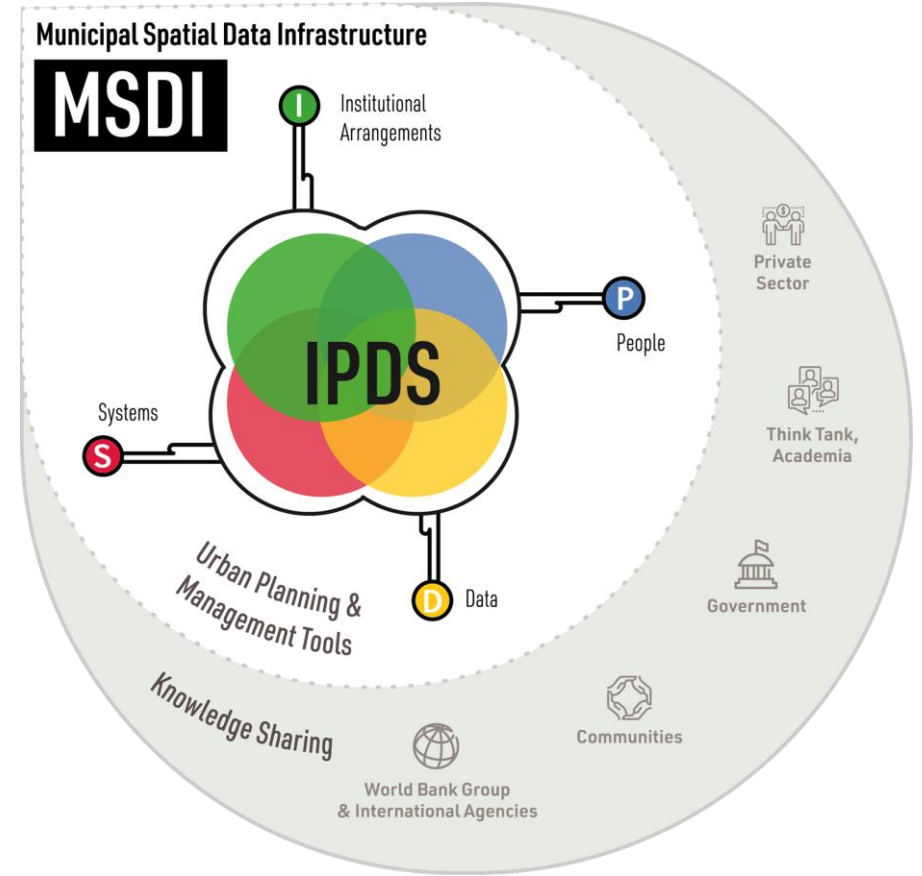 Municipal Spatial Data Infrastructure
MSDI
I
Institutional
Arrangements
P
People
IPDS
Systems
S
D
Data
Urban Planning &
Management Tools
Knowledge Sharing
Private
Sector
Think Tank,
Academia
Government
Communities
World Bank Group
& International Agencies